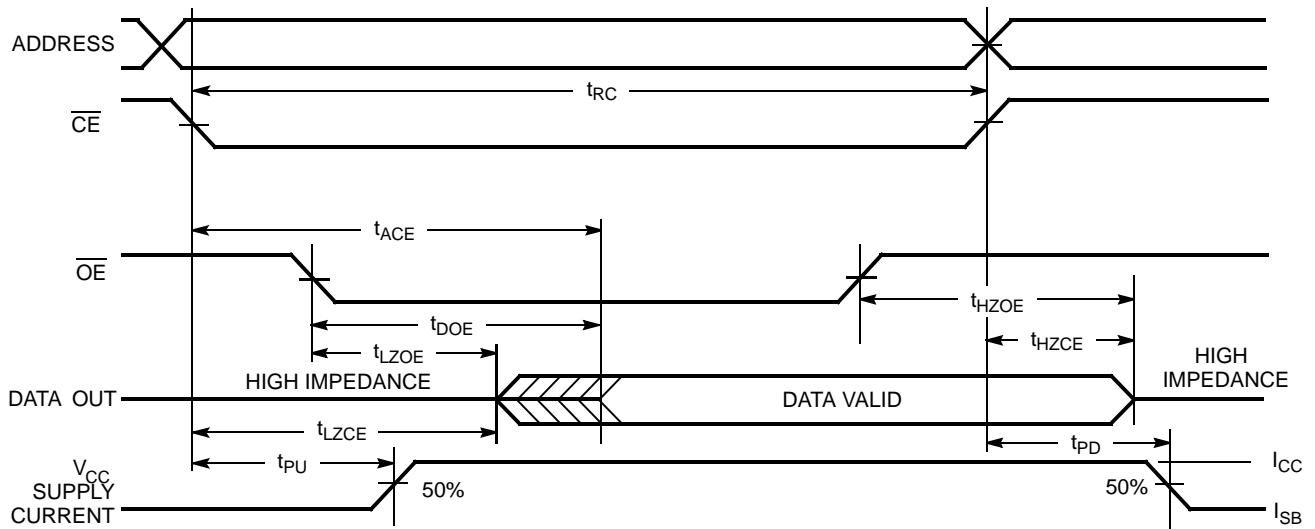 ADDRESS
tRC
CE
tACE
OE
tHZOE
tDOE
tHZCE
tLZOE
HIGH IMPEDANCE
HIGH
IMPEDANCE
DATA OUT
DATA VALID
tLZCE
tPD
tPU
VCC
SUPPLY
CURRENT
50%
50%
ICC
ISB